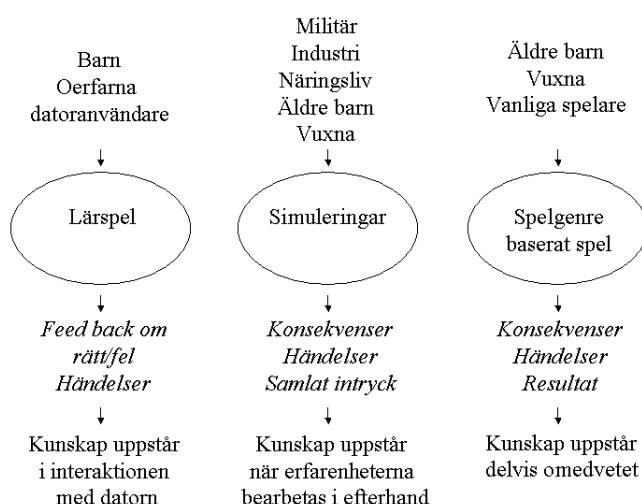 Barn
Oerfarna
datoranvändare
Lärspel
Feed back om
rätt/fel
Händelser
Kunskap uppstår
i interaktionen
med datorn
Militär
Industri
Näringsliv
Äldre barn
Vuxna
Simuleringar
Konsekvenser
Händelser
Samlat intryck
Kunskap uppstår
när erfarenheterna
bearbetas i efterhand
Äldre barn
Vuxna
Vanliga spelare
Spelgenre
baserat spel
Konsekvenser
Händelser
Resultat
Kunskap uppstår
delvis omedvetet